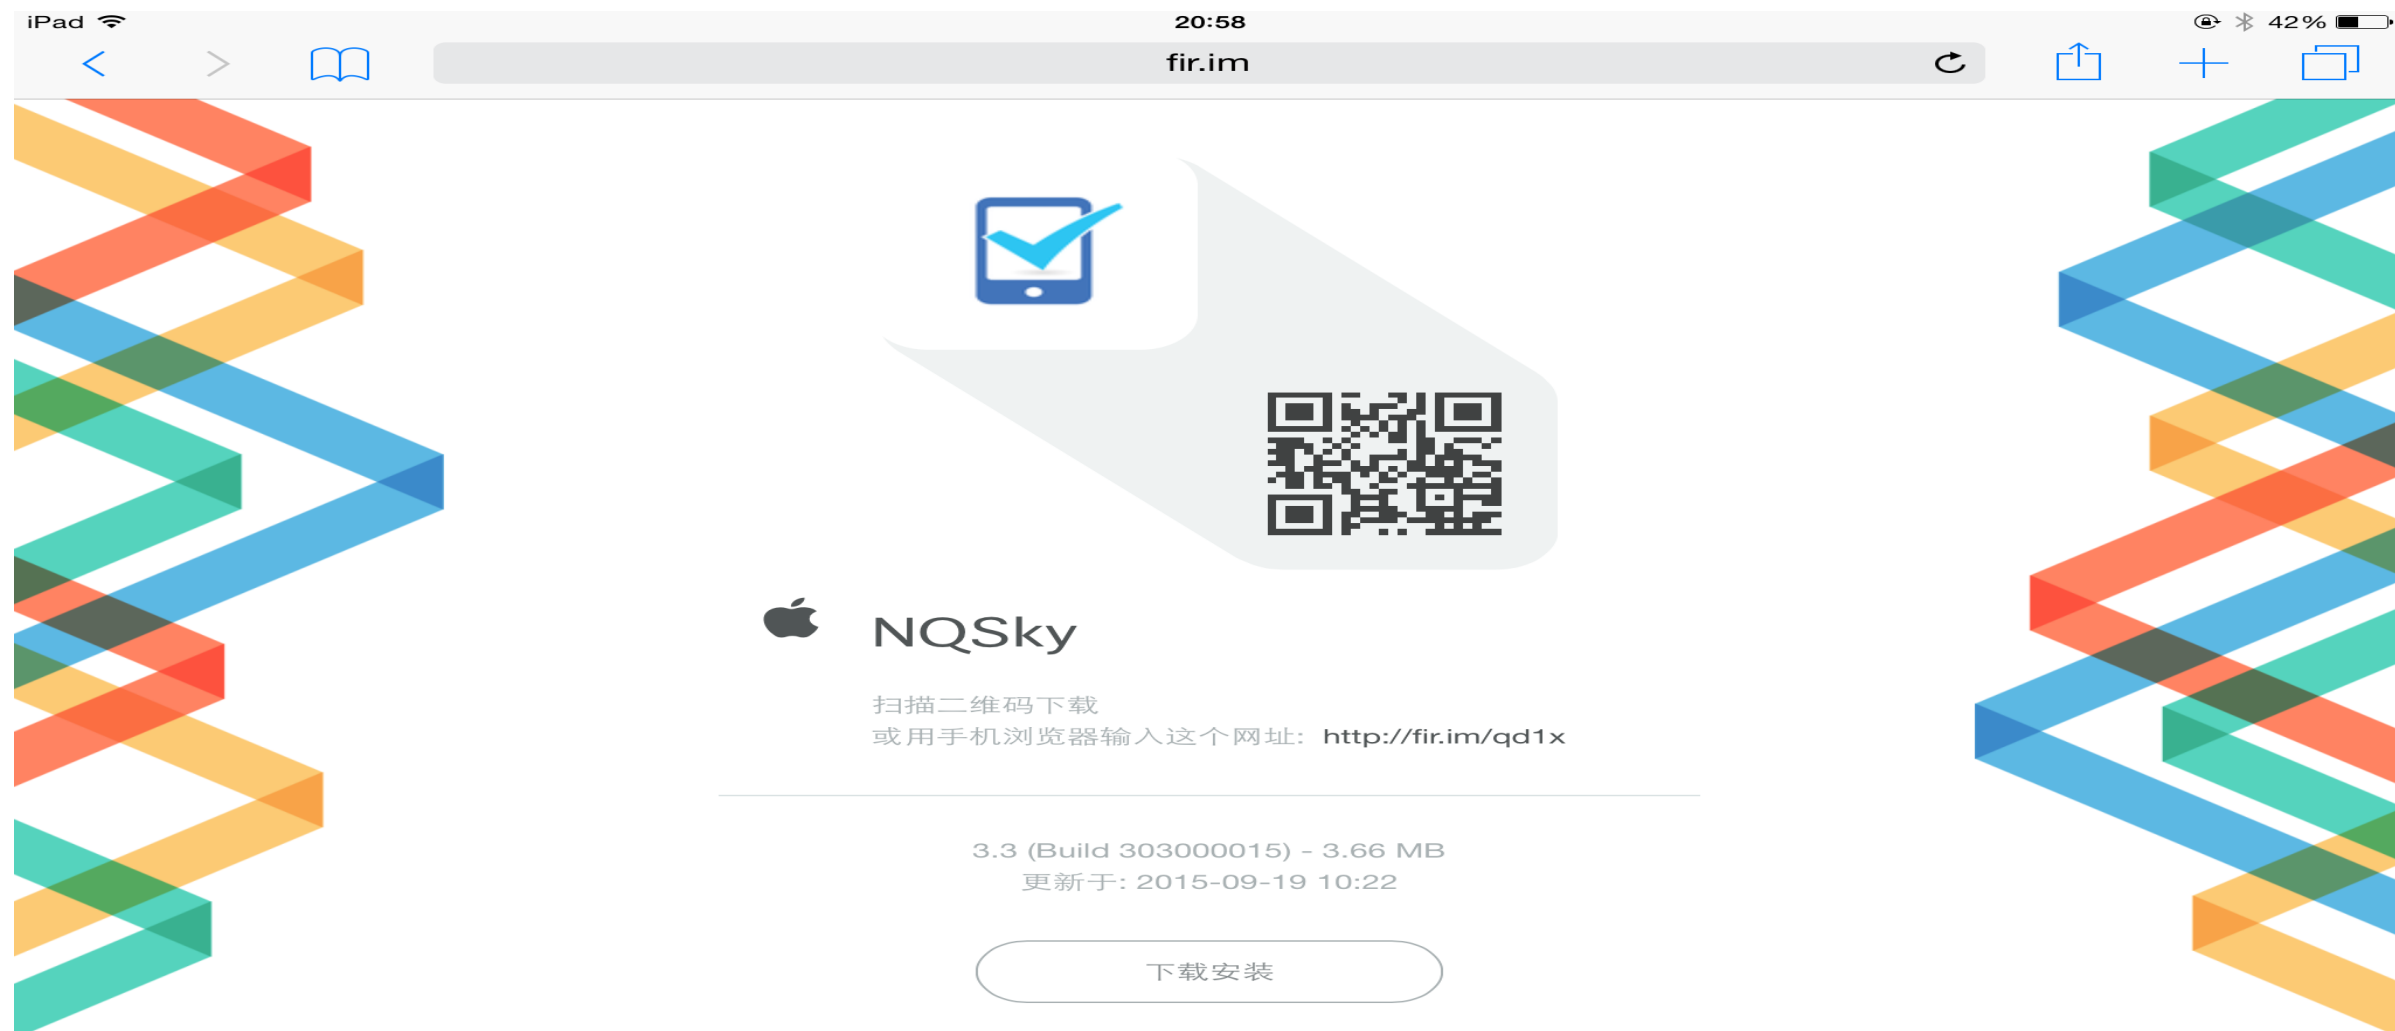 iPad 20:58 42%
fir.im
NQSky
扫描二维码下载
或用手机浏览器输入这个网址: http://fir.im/qd1x
3.3 (Build 303000015) - 3.66 MB
更新于: 2015-09-19 10:22
下载安装